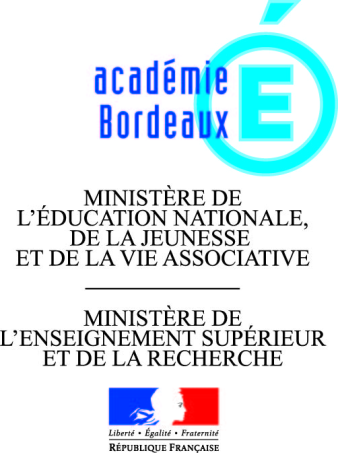 académie
Bordeaux
É
MINISTÈRE DE
L'ÉDUCATION NATIONALE,
DE LA JEUNESSE
ET DE LA VIE ASSOCIATIVE
MINISTÈRE DE
L'ENSEIGNEMENT SUPÉRIEUR
ET DE LA RECHERCHE
Liberté • Égalité • Fraternité
RÉPUBLIQUE FRANÇAISE